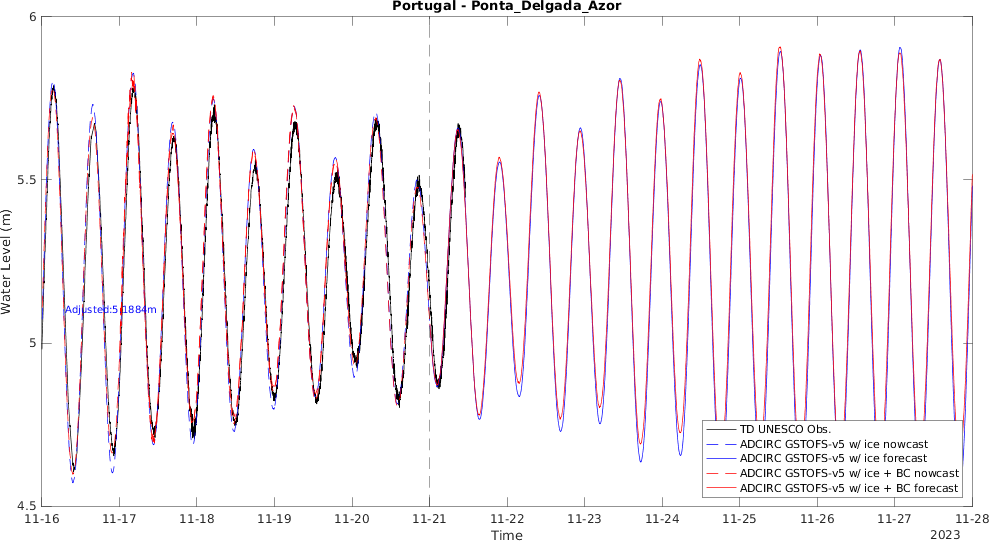 Portugal - Ponta_Delgada_Azor
6
5.5
5
4.5
Water Level (m)
Adjusted:5.1884m
TD UNESCO Obs.
ADCIRC GSTOFS-v5 w/ ice nowcast
ADCIRC GSTOFS-v5 w/ ice forecast
ADCIRC GSTOFS-v5 w/ ice + BC nowcast
ADCIRC GSTOFS-v5 w/ ice + BC forecast
11-16 11-17 11-18 11-19 11-20 11-21 11-22 11-23 11-24 11-25 11-26 11-27 11-28
Time
2023